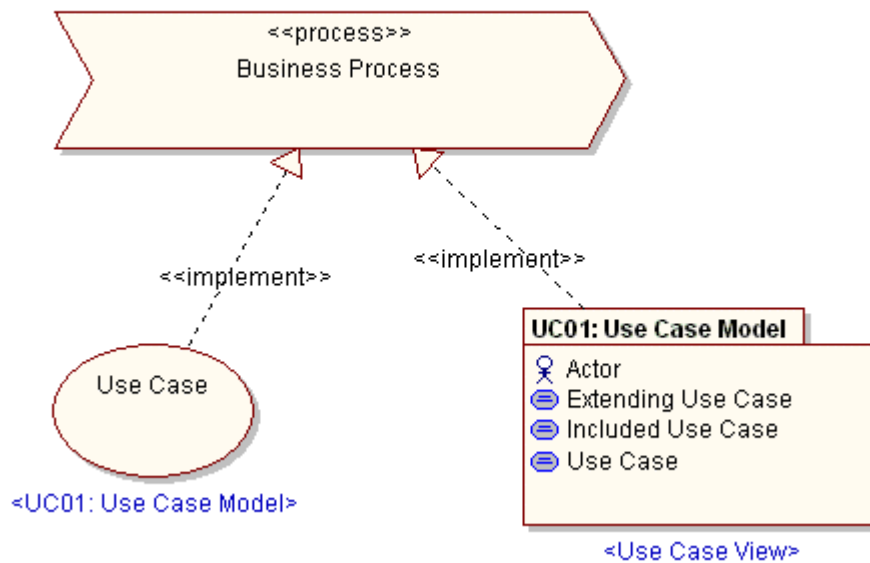 <<process>>
Business Process
<<implement>>
<<implement>>
Use Case
<UC01: Use Case Model>
UC01: Use Case Model
Actor
Extending Use Case
Included Use Case
Use Case
<Use Case View>